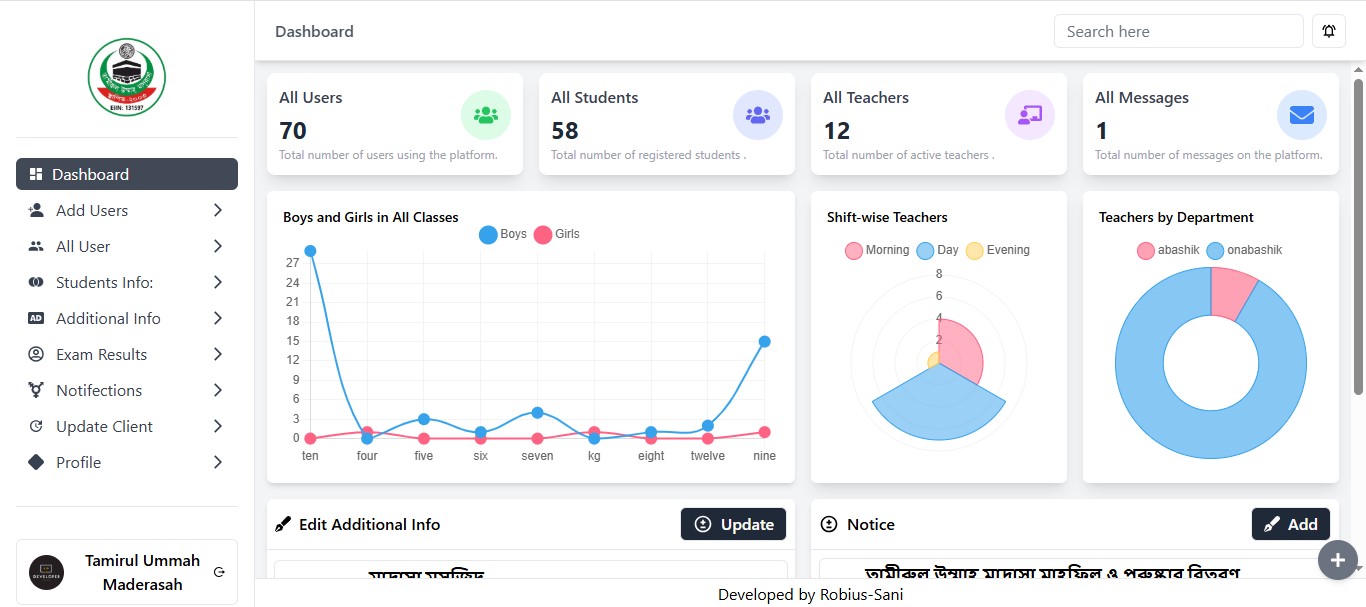 Dashboard
Search here
EIIN: 131597
Dashboard
Add Users
All User
Students Info:
Additional Info
Exam Results
Notifections
Update Client
Profile
Tamirul Ummah
Maderasah
All Users
70
Total number of users using the platform.
All Students
58
Total number of registered students .
All Teachers
12
Total number of active teachers .
All Messages
1
Total number of messages on the platform.
Boys and Girls in All Classes
Boys Girls
27
24
21
18
15
12
9
6
3
0
ten four five six seven kg eight twelve nine
Shift-wise Teachers
Morning Day Evening
8
6
4
2
Teachers by Department
abashik onabashik
Edit Additional Info
Update
Notice
Add
তামীরুল উম্মাহ মাদ্রাসা মাহফিল ও পুরুষ্কার বিতরণ
Developed by Robius-Sani